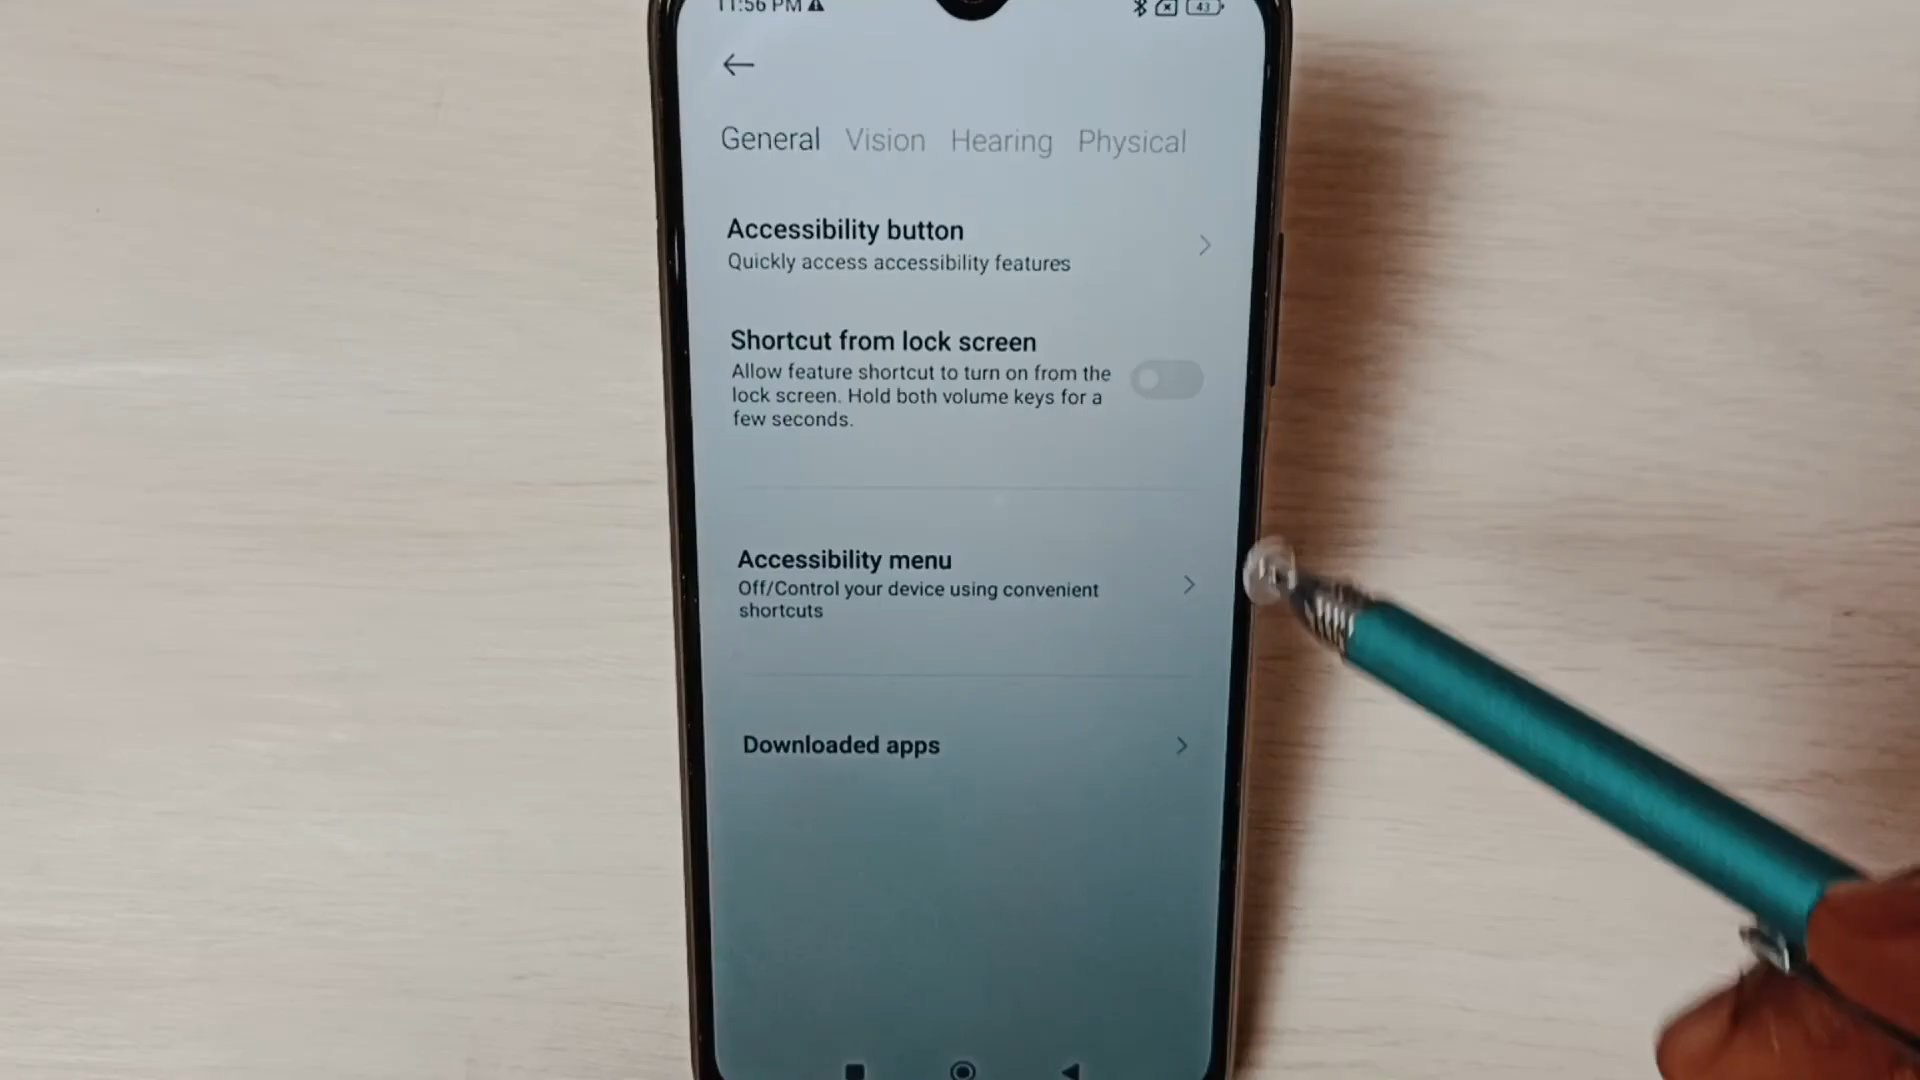 11:56 PM
43
General Vision Hearing Physical
Accessibility button
Quickly access accessibility features
Shortcut from lock screen
Allow feature shortcut to turn on from the
lock screen. Hold both volume keys for a
few seconds.
Accessibility menu
Off/Control your device using convenient
shortcuts
Downloaded apps